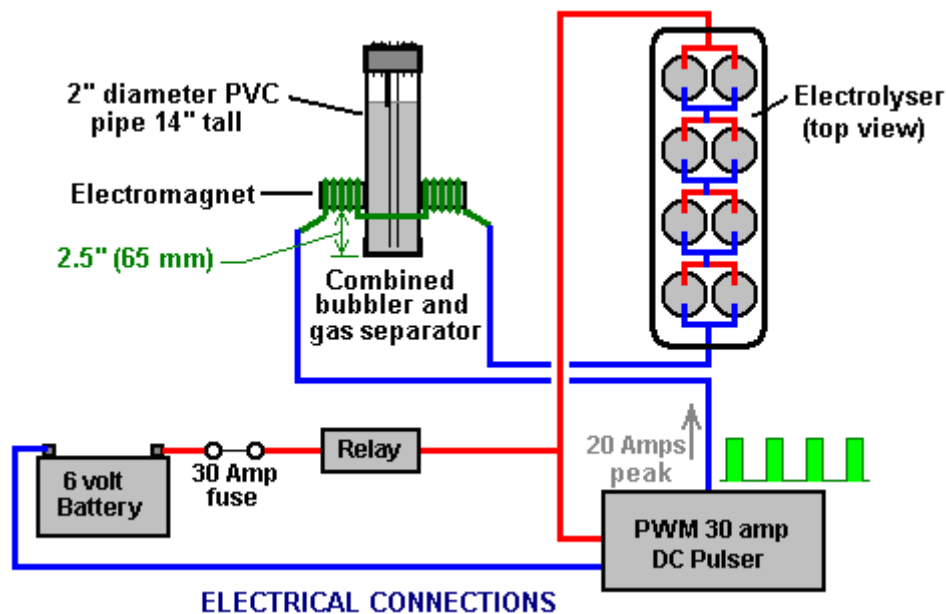 2" diameter PVC
pipe 14" tall
Electrolyser
(top view)
Electromagnet
2.5" (65 mm)
Combined
bubbler and
gas separator
20 Amps
peak
Relay
30 Amp
fuse
6 volt
Battery
PWM 30 amp
DC Pulser
ELECTRICAL CONNECTIONS